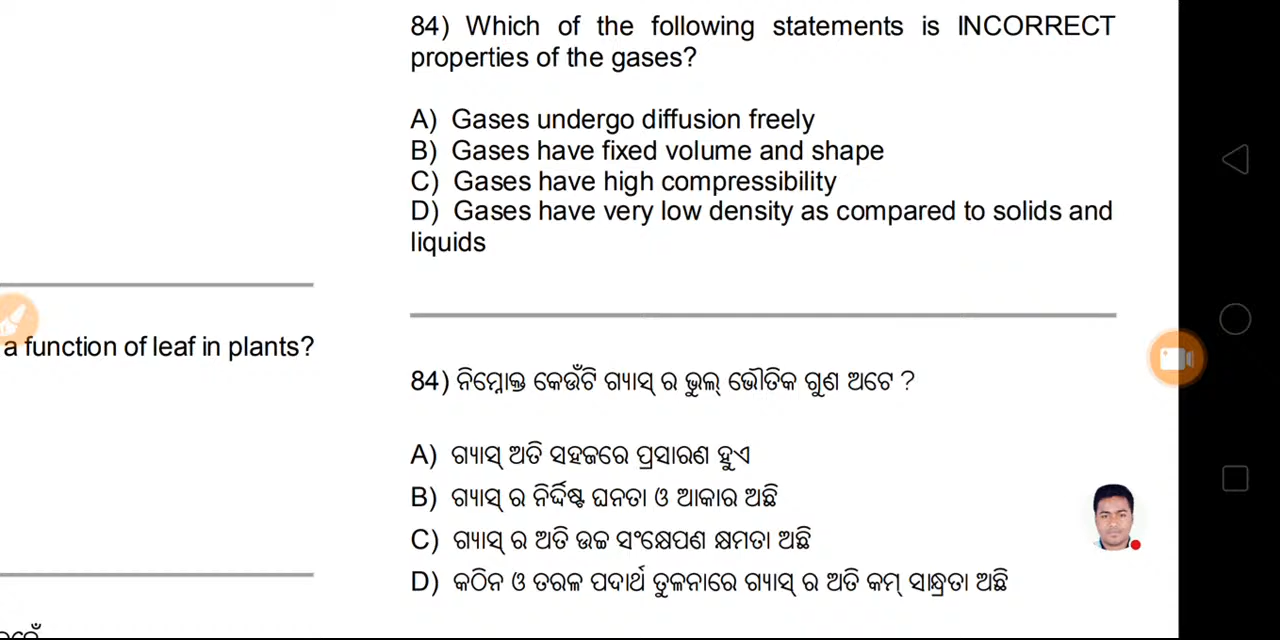 84) Which of the following statements is INCORRECT
properties of the gases?
A) Gases undergo diffusion freely
B) Gases have fixed volume and shape
C) Gases have high compressibility
D) Gases have very low density as compared to solids and
liquids
a function of leaf in plants?
84) ନିମ୍ନୋକ୍ତ କେଉଁଟି ଗ୍ୟାସ୍ ର ଭୁଲ୍ ଭୌତିକ ଗୁଣ ଅଟେ ?
A) ଗ୍ୟାସ୍ ଅତି ସହଜରେ ପ୍ରସାରଣ ହୁଏ
B) ଗ୍ୟାସ୍ ର ନିର୍ଦ୍ଦିଷ୍ଟ ଘନତା ଓ ଆକାର ଅଛି
C) ଗ୍ୟାସ୍ ର ଅତି ଉଚ୍ଚ ସଂକ୍ଷେପଣ କ୍ଷମତା ଅଛି
D) କଠିନ ଓ ତରଳ ପଦାର୍ଥ ତୁଳନାରେ ଗ୍ୟାସ୍ ର ଅତି କମ୍ ସାନ୍ଧ୍ରତା ଅଛି